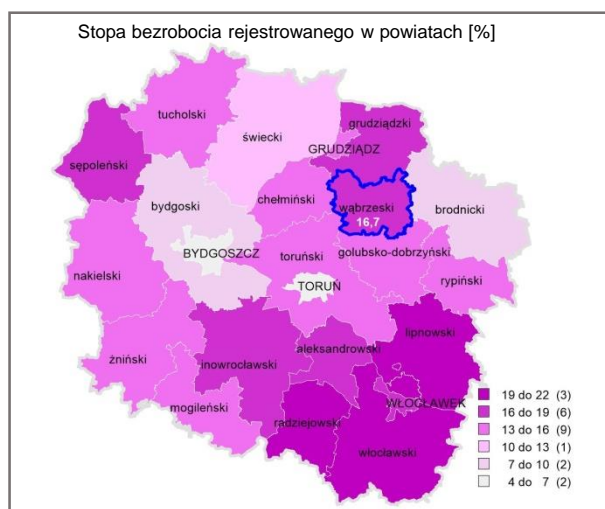 Stopa bezrobocia rejestrowanego w powiatach [%]
tucholski
świecki
grudziądzki
GRUDZIĄDZ
sępoleński
bydgoski
chełmiński
wąbrzeski
16,7
brodnicki
BYDGOSZCZ
toruński
golubsko-dobrzyński
nakielski
TORUŃ
rypiński
lipnowski
żniński
inowrocławski
aleksandrowski
mogileński
WŁOCŁAWEK
radziejowski
włocławski
19 do 22 (3)
16 do 19 (6)
13 do 16 (9)
10 do 13 (1)
7 do 10 (2)
4 do 7 (2)